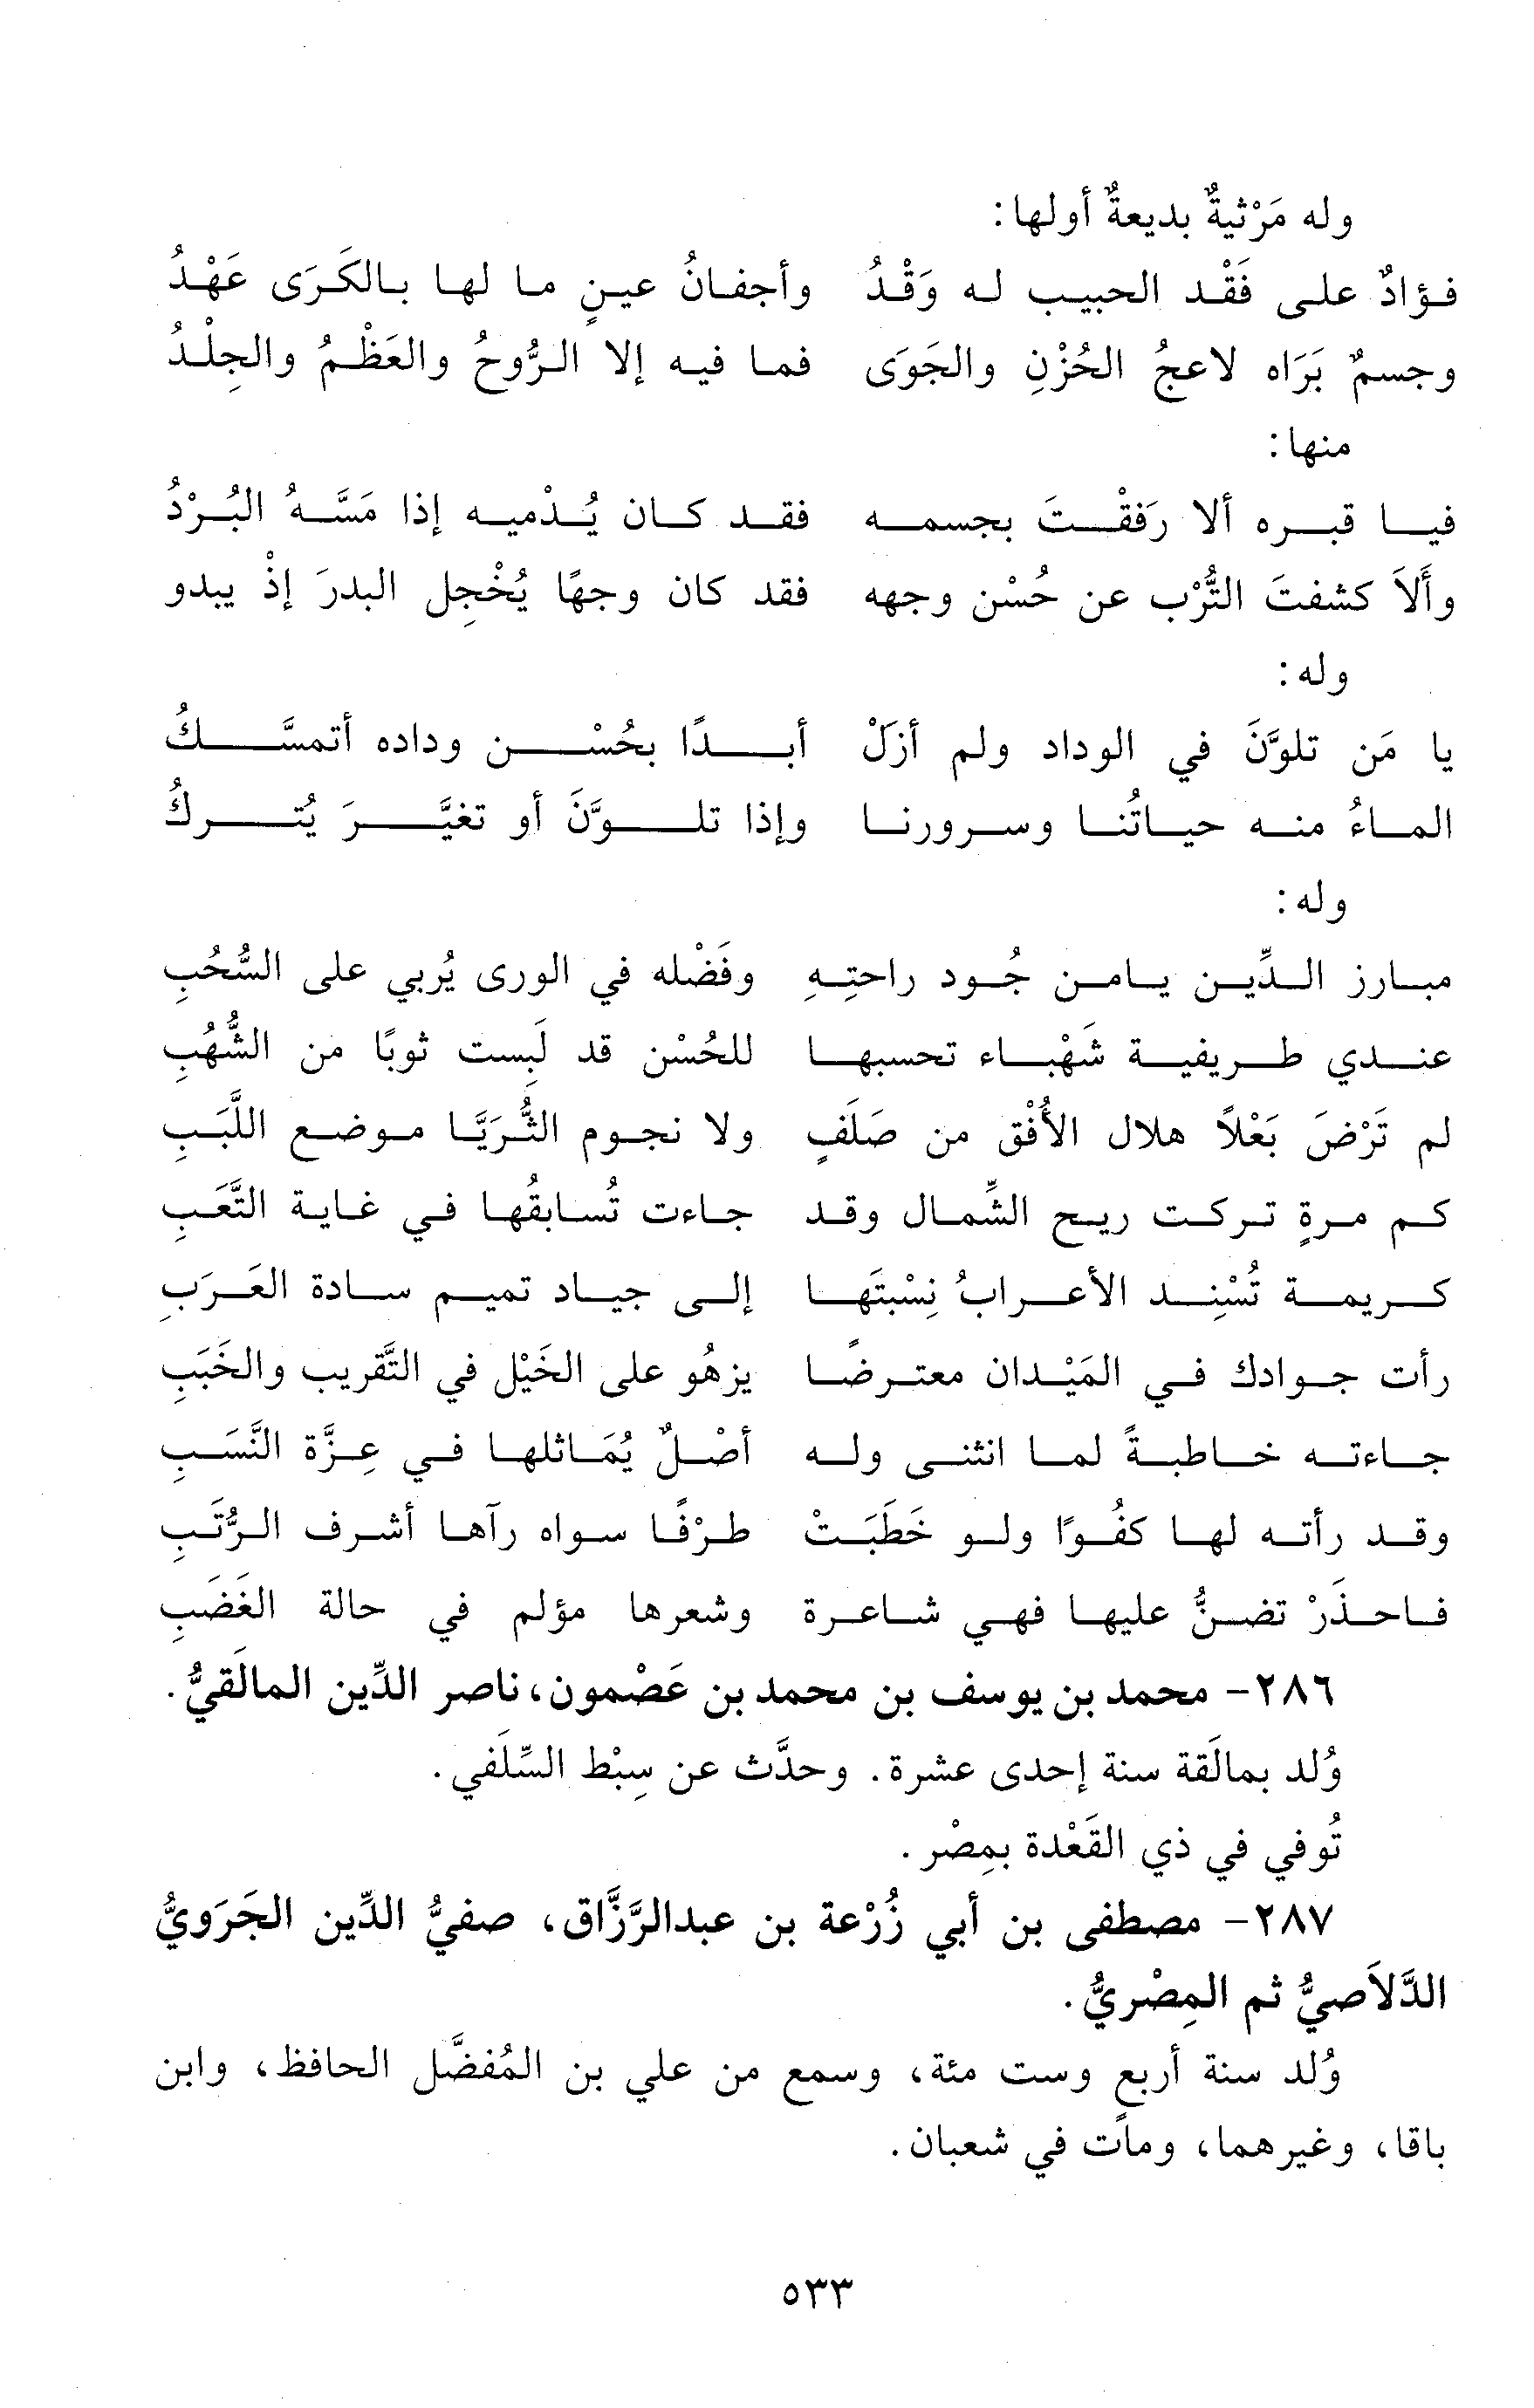 وله مَرْثيةٌ بديعةٌ أولها:
فؤادٌ على فَقْد الحبيب له وَقْدُ وأجفانُ عينٍ ما لها بالكَرَى عَهْدُ
وجسمٌ بَرَاه لاعجُ الحُزْنِ والجَوَى فما فيه إلا الرُّوحُ والعَظْمُ والجِلْدُ
منها:
فيا قبره ألا رَفقْتَ بجسمه فقد كان يُدْميه إذا مَسَّهُ البُرْدُ
وأَلاَ كشفتَ التُّرْب عن حُسْن وجهه فقد كان وجهًا يُخْجِل البدرَ إذْ يبدو
وله:
يا مَن تلوَّنَ في الوداد ولم أزَلْ أبدًا بحُسْن وداده أتمسَّكُ
الماءُ منه حياتُنا وسرورنا وإذا تلوَّنَ أو تغيَّرَ يُتركُ
وله:
مبارز الدِّين يامن جُود راحتِهِ وفَضْله في الورى يُربي على السُّحُبِ
عندي طريفية شَهْباء تحسبها للحُسْن قد لَبِست ثوبًا من الشُّهُبِ
لم تَرْضَ بَعْلاً هلال الأُفْق من صَلَفٍ ولا نجوم الثُّرَيَّا موضع اللَّبَبِ
كم مرةٍ تركت ريح الشِّمال وقد جاءت تُسابقُها في غاية التَّعَبِ
كريمة تُسْنِد الأعرابُ نِسْبتَها إلى جياد تميم سادة العَرَبِ
رأت جوادك في المَيْدان معترضًا يزهُو على الخَيْل في التَّقريب والخَبَبِ
جاءته خاطبةً لما انثنى وله أصْلٌ يُمَاثلها في عِزَّة النَّسَبِ
وقد رأته لها كفُوًا ولو خَطَبَتْ طرْفًا سواه رآها أشرف الرُّتَبِ
فاحذَرْ تضنُّ عليها فهي شاعرة وشعرها مؤلم في حالة الغَضَبِ
٢٨٦- محمد بن يوسف بن محمد بن عَصْمون، ناصر الدِّين المالَقيُّ.
وُلد بمالَقة سنة إحدى عشرة. وحدَّث عن سِبْط السِّلَفي.
تُوفي في ذي القَعْدة بمِصْر.
٢٨٧- مصطفى بن أبي زُرْعة بن عبدالرَّزَّاق، صفيُّ الدِّين الجَرَويُّ
الدَّلاَصيُّ ثم المِصْريُّ.
وُلد سنة أربع وست مئة، وسمع من علي بن المُفضَّل الحافظ، وابن
باقا، وغيرهما، ومات في شعبان.
٥٣٣